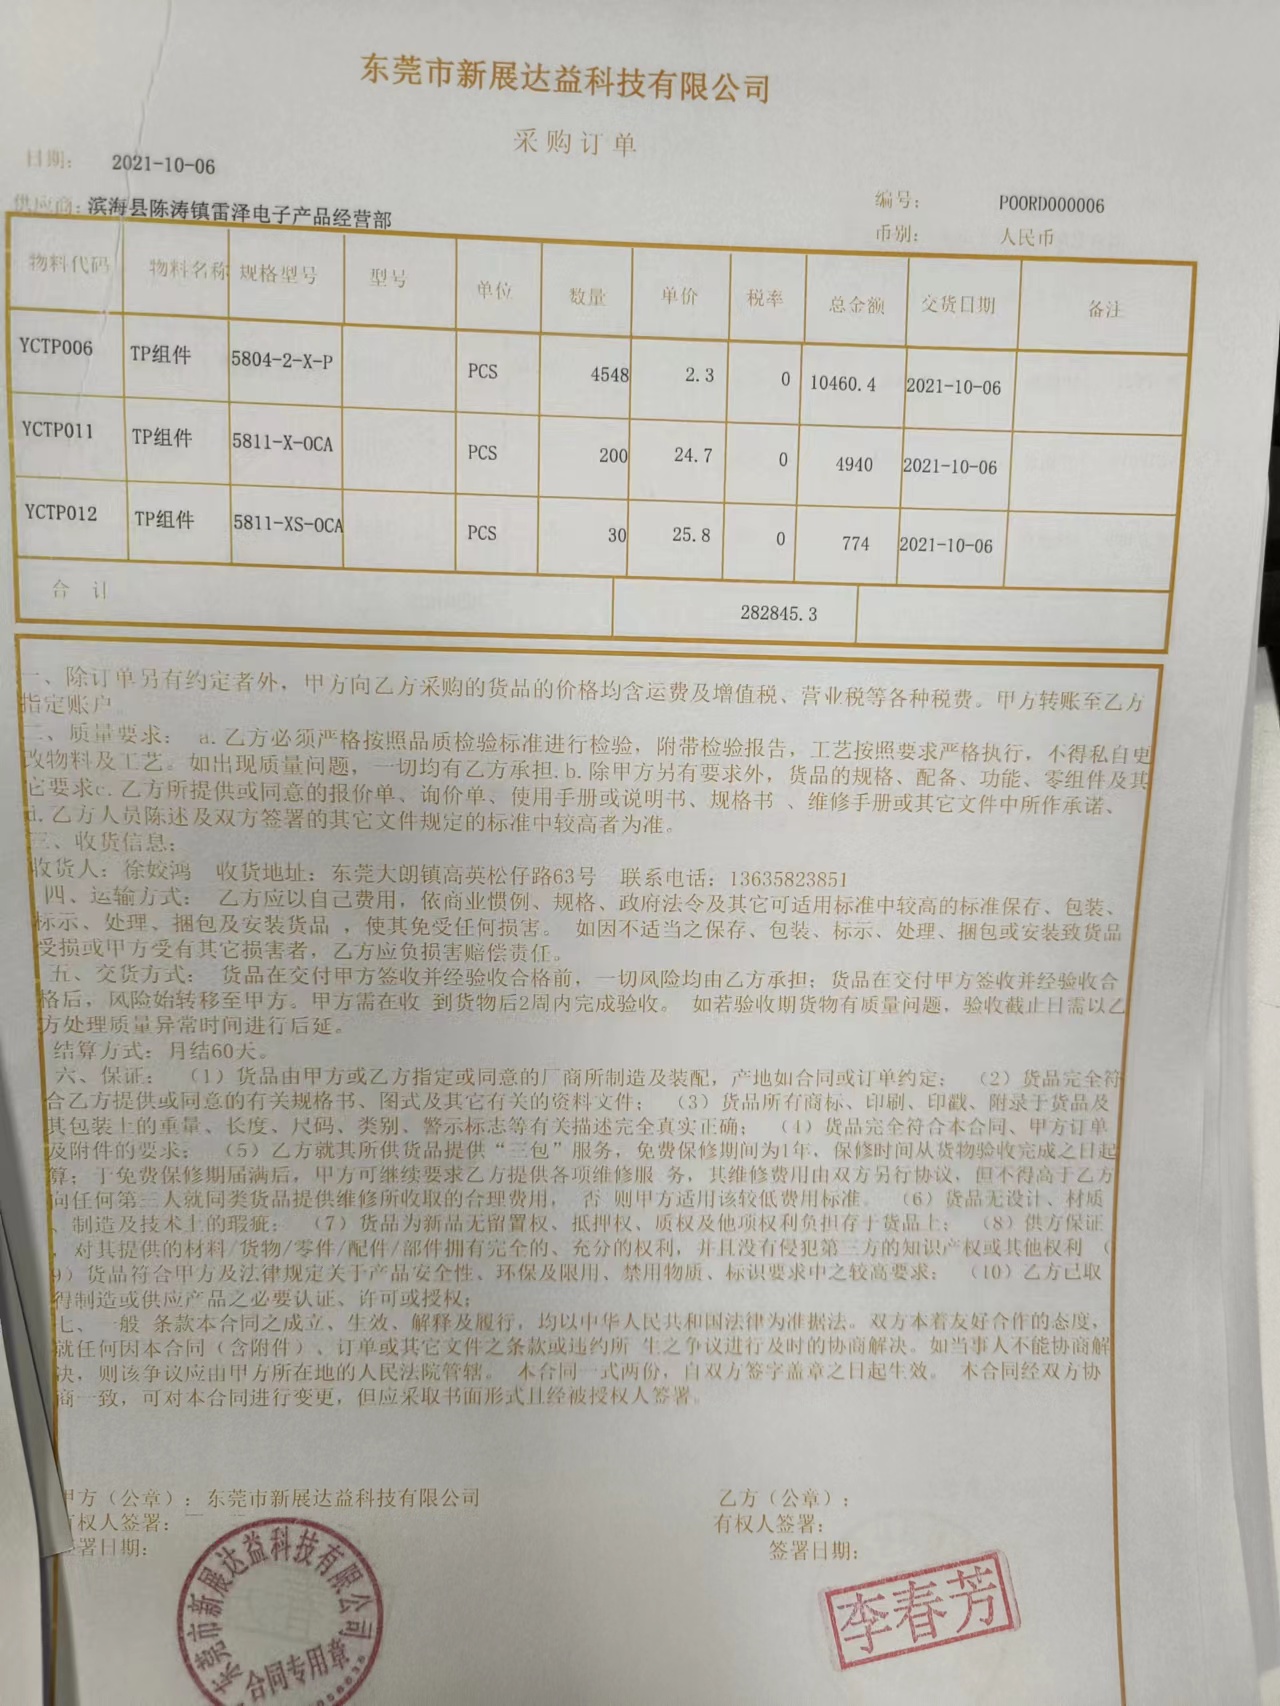 东莞市新展达益科技有限公司
采购订单
日期： 2021-10-06
供应商：滨海县陈涛镇雷泽电子产品经营部
编号： POORD000006
币别： 人民币
物料代码 物料名称 规格型号 型号 单位 数量 单价 税率 总金额 交货日期 备注
YCTP006 TP组件 5804-2-X-P PCS 4548 2.3 0 10460.4 2021-10-06
YCTP011 TP组件 5811-X-OCA PCS 200 24.7 0 4940 2021-10-06
YCTP012 TP组件 5811-XS-OCA PCS 30 25.8 0 774 2021-10-06
合 计 282845.3
一、除订单另有约定者外，甲方向乙方采购的货品的价格均含运费及增值税、营业税等各种税费。甲方转账至乙方
指定账户
二、质量要求： a.乙方必须严格按照品质检验标准进行检验，附带检验报告，工艺按照要求严格执行，不得私自更
改物料及工艺。如出现质量问题，一切均有乙方承担.b.除甲方另有要求外，货品的规格、配备、功能、零组件及其
它要求c.乙方所提供或同意的报价单、询价单、使用手册或说明书、规格书 、维修手册或其它文件中所作承诺、
d.乙方人员陈述及双方签署的其它文件规定的标准中较高者为准。
三、收货信息：
收货人：徐姣鸿 收货地址：东莞大朗镇高英松仔路63号 联系电话：13635823851
四、运输方式： 乙方应以自己费用，依商业惯例、规格、政府法令及其它可适用标准中较高的标准保存、包装、
标示、处理、捆包及安装货品 ，使其免受任何损害。 如因不适当之保存、包装、标示、处理、捆包或安装致货品
受损或甲方受有其它损害者，乙方应负损害赔偿责任。
五、交货方式： 货品在交付甲方签收并经验收合格前，一切风险均由乙方承担；货品在交付甲方签收并经验收合
格后，风险始转移至甲方。甲方需在收 到货物后2周内完成验收。 如若验收期货物有质量问题，验收截止日需以乙
方处理质量异常时间进行后延。
结算方式：月结60天。
六、保证： （1）货品由甲方或乙方指定或同意的厂商所制造及装配，产地如合同或订单约定； （2）货品完全符
合乙方提供或同意的有关规格书、图式及其它有关的资料文件； （3）货品所有商标、印刷、印戳、附录于货品及
其包装上的重量、长度、尺码、类别、警示标志等有关描述完全真实正确； （4）货品完全符合本合同、甲方订单
及附件的要求； （5）乙方就其所供货品提供“三包”服务，免费保修期间为1年，保修时间从货物验收完成之日起
算；于免费保修期届满后，甲方可继续要求乙方提供各项维修服 务，其维修费用由双方另行协议，但不得高于乙方
向任何第三人就同类货品提供维修所收取的合理费用， 否 则甲方适用该较低费用标准。 （6）货品无设计、材质
、制造及技术上的瑕疵； （7）货品为新品无留置权、抵押权、质权及他项权利负担存于货品上； （8）供方保证
，对其提供的材料/货物/零件/配件/部件拥有完全的、充分的权利，并且没有侵犯第三方的知识产权或其他权利 （
9）货品符合甲方及法律规定关于产品安全性、环保及限用、禁用物质、标识要求中之较高要求； （10）乙方已取
得制造或供应产品之必要认证、许可或授权；
七、一般 条款本合同之成立、生效、解释及履行，均以中华人民共和国法律为准据法。双方本着友好合作的态度，
就任何因本合同（含附件）、订单或其它文件之条款或违约所 生之争议进行及时的协商解决。如当事人不能协商解
决，则该争议应由甲方所在地的人民法院管辖。 本合同一式两份，自双方签字盖章之日起生效。 本合同经双方协
商一致，可对本合同进行变更，但应采取书面形式且经被授权人签署。
甲方（公章）：东莞市新展达益科技有限公司
有权人签署：
签署日期：
乙方（公章）：
有权人签署：
签署日期：
东莞市新展达益科技有限公司
合同专用章
李春芳